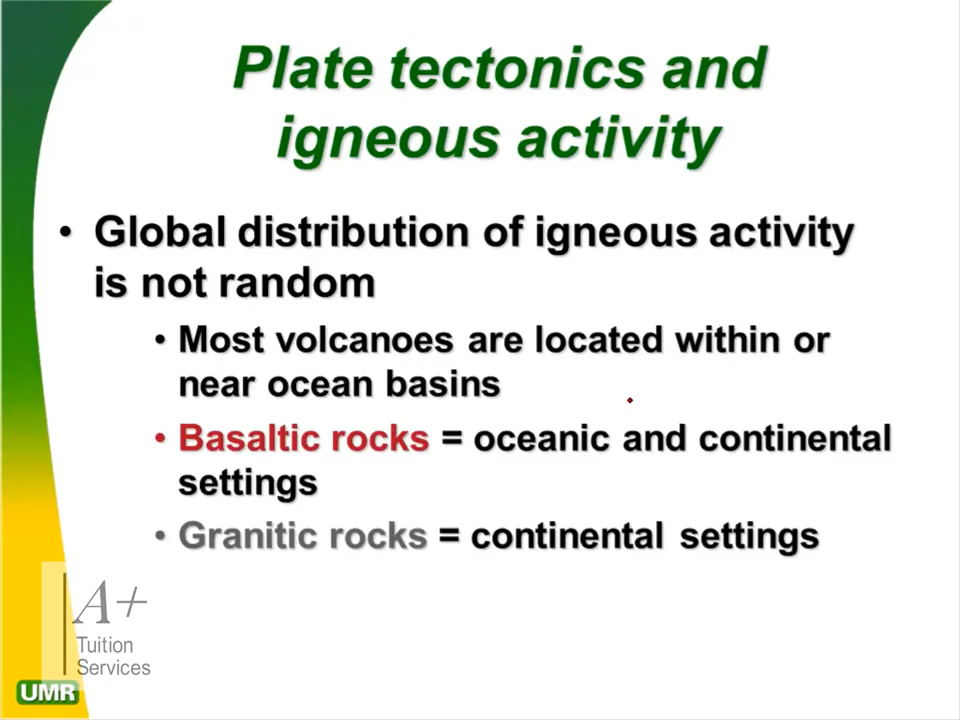 Plate tectonics and
igneous activity
• Global distribution of igneous activity
is not random
• Most volcanoes are located within or
near ocean basins
• Basaltic rocks = oceanic and continental
settings
• Granitic rocks = continental settings
A+
Tuition
Services
UMR